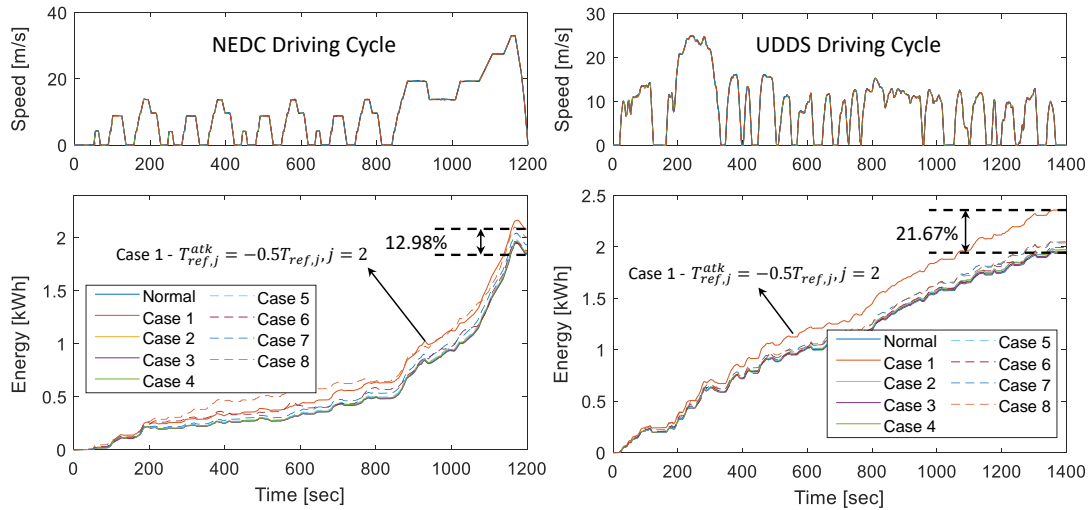 NEDC Driving Cycle
Speed [m/s]
40
20
0
0 200 400 600 800 1000 1200
UDDS Driving Cycle
Speed [m/s]
30
20
10
0
0 200 400 600 800 1000 1200 1400
Energy [kWh]
2
1.5
1
0.5
0
12.98%
Case 1 - $T_{ref,j}^{atk} = -0.5T_{ref,j}, j = 2$
Normal
Case 1
Case 2
Case 3
Case 4
Case 5
Case 6
Case 7
Case 8
0 200 400 600 800 1000 1200
Time [sec]
Energy [kWh]
2.5
2
1.5
1
0.5
0
21.67%
Case 1 - $T_{ref,j}^{atk} = -0.5T_{ref,j}, j = 2$
Normal
Case 1
Case 2
Case 3
Case 4
Case 5
Case 6
Case 7
Case 8
0 200 400 600 800 1000 1200 1400
Time [sec]